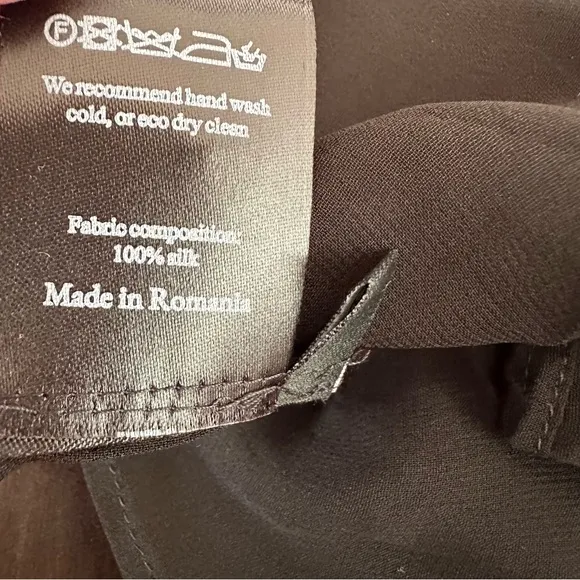 F
We recommend hand wash
cold, or eco dry clean
Fabric composition:
100% silk
Made in Romania